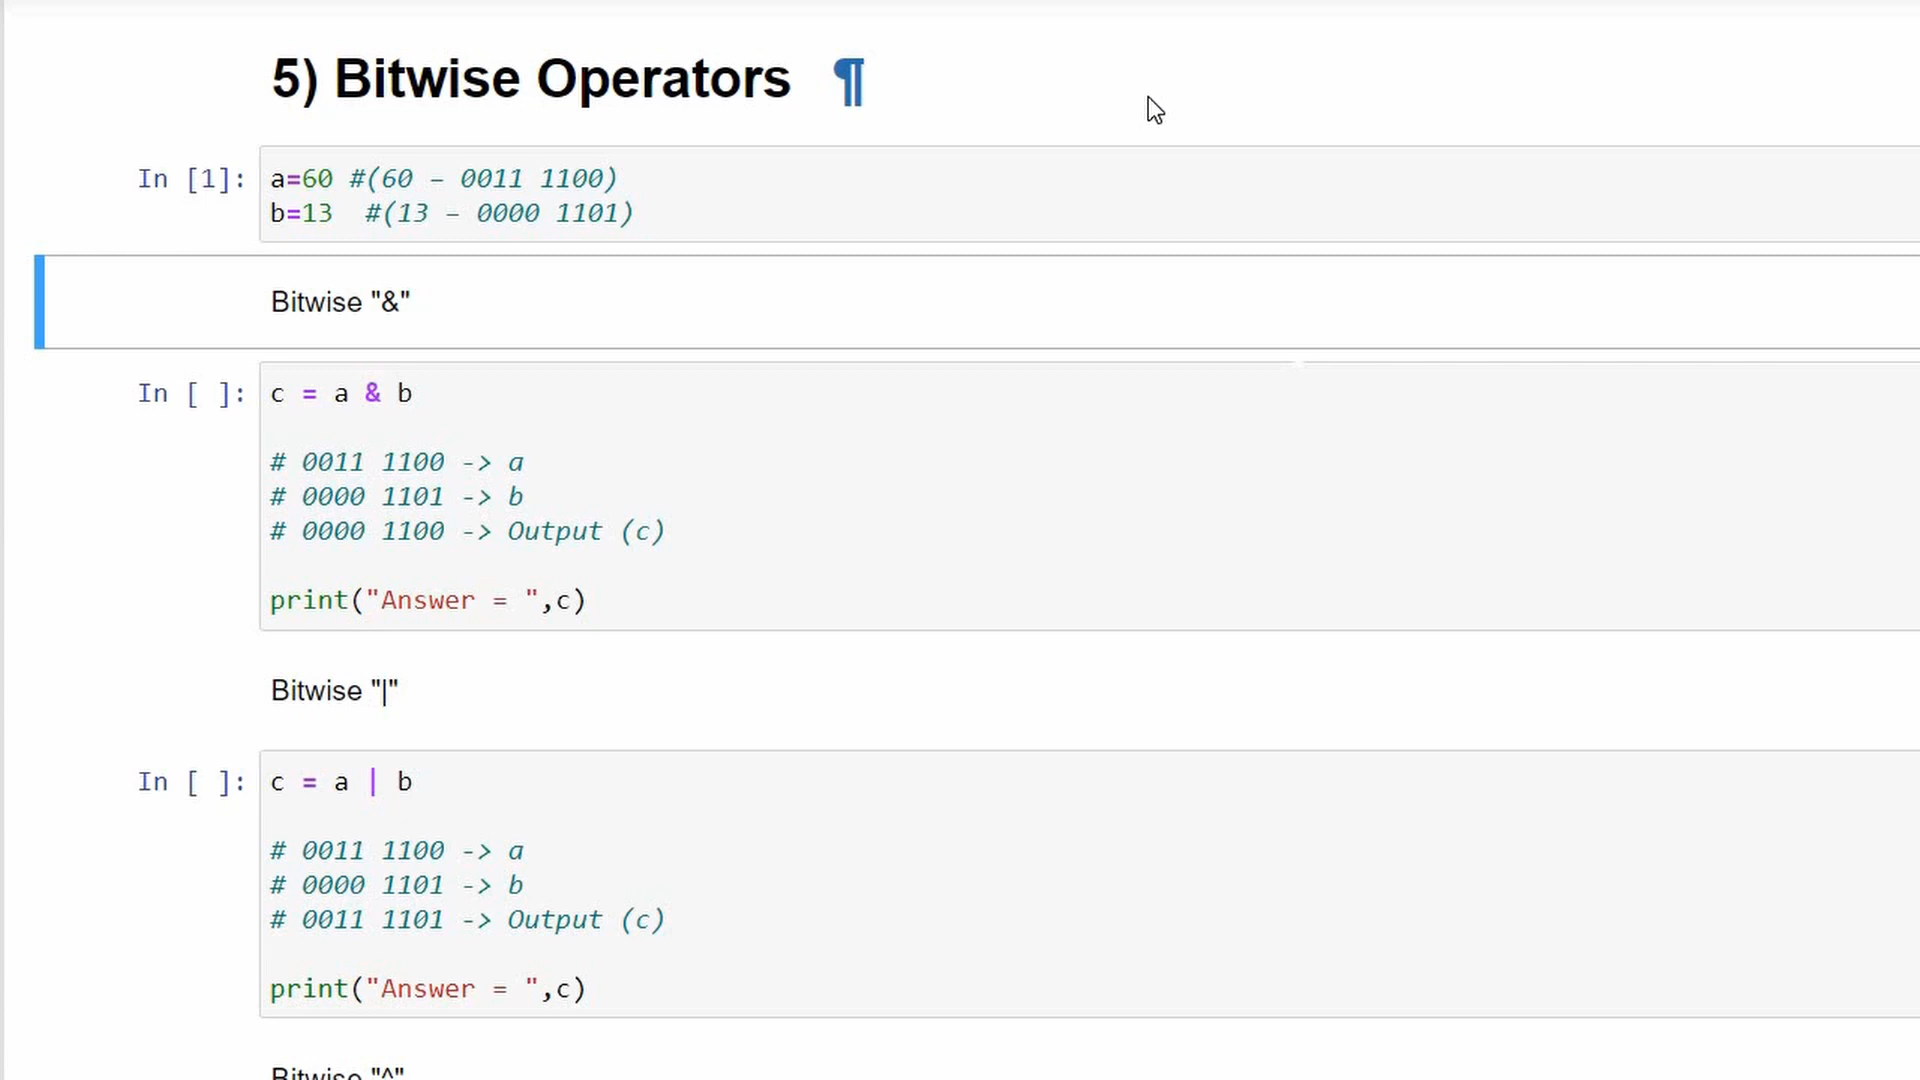 5) Bitwise Operators ¶
In [1]: a=60 #(60 – 0011 1100)
b=13  #(13 – 0000 1101)
Bitwise "&"
In [ ]: c = a & b
# 0011 1100 -> a
# 0000 1101 -> b
# 0000 1100 -> Output (c)
print("Answer = ",c)
Bitwise "|"
In [ ]: c = a | b
# 0011 1100 -> a
# 0000 1101 -> b
# 0011 1101 -> Output (c)
print("Answer = ",c)
Bitwise "^"